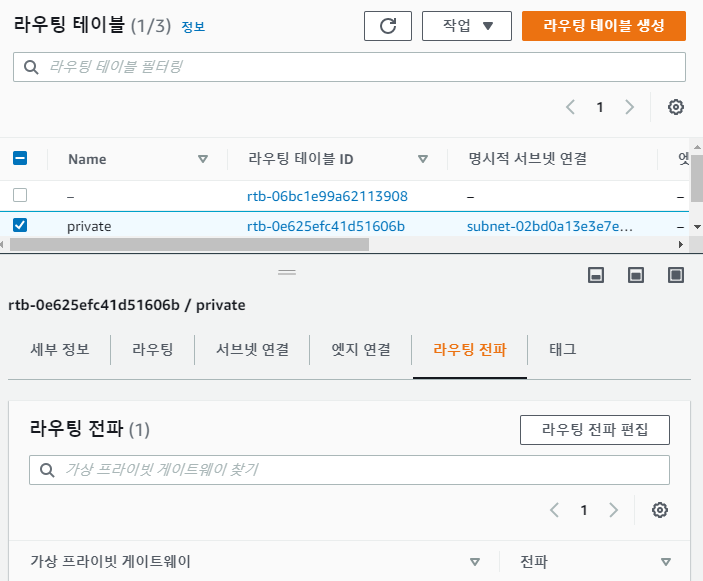 라우팅 테이블 (1/3) 정보 작업 라우팅 테이블 생성
라우팅 테이블 필터링
1
Name 라우팅 테이블 ID 명시적 서브넷 연결 엣
– rtb-06bc1e99a62113908 – –
private rtb-0e625efc41d51606b subnet-02bd0a13e3e7e... –
rtb-0e625efc41d51606b / private
세부 정보 라우팅 서브넷 연결 엣지 연결 라우팅 전파 태그
라우팅 전파 (1) 라우팅 전파 편집
가상 프라이빗 게이트웨이 찾기
1
가상 프라이빗 게이트웨이 전파